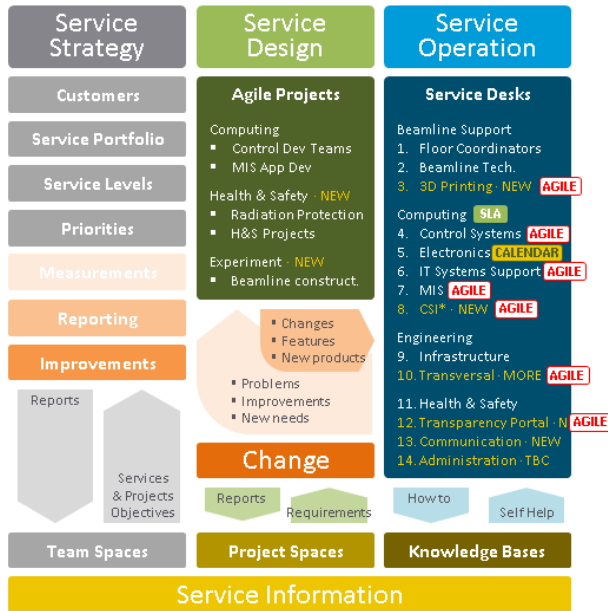 Service
Strategy
Customers
Service Portfolio
Service Levels
Priorities
Measurements
Reporting
Improvements
Reports
Services
& Projects
Objectives
Team Spaces
Service
Design
Agile Projects
Computing
▪ Control Dev Teams
▪ MIS App Dev
Health & Safety · NEW
▪ Radiation Protection
▪ H&S Projects
Experiment · NEW
▪ Beamline construct.
▪ Changes
▪ Features
▪ New products
▪ Problems
▪ Improvements
▪ New needs
Change
Reports
Requirements
Project Spaces
Service
Operation
Service Desks
Beamline Support
1. Floor Coordinators
2. Beamline Tech.
3. 3D Printing · NEW AGILE
Computing SLA
4. Control Systems AGILE
5. Electronics CALENDAR
6. IT Systems Support AGILE
7. MIS AGILE
8. CSI* · NEW AGILE
Engineering
9. Infrastructure
10. Transversal · MORE AGILE
11. Health & Safety
12. Transparency Portal · N AGILE
13. Communication · NEW
14. Administration · TBC
How to
Self Help
Knowledge Bases
Service Information